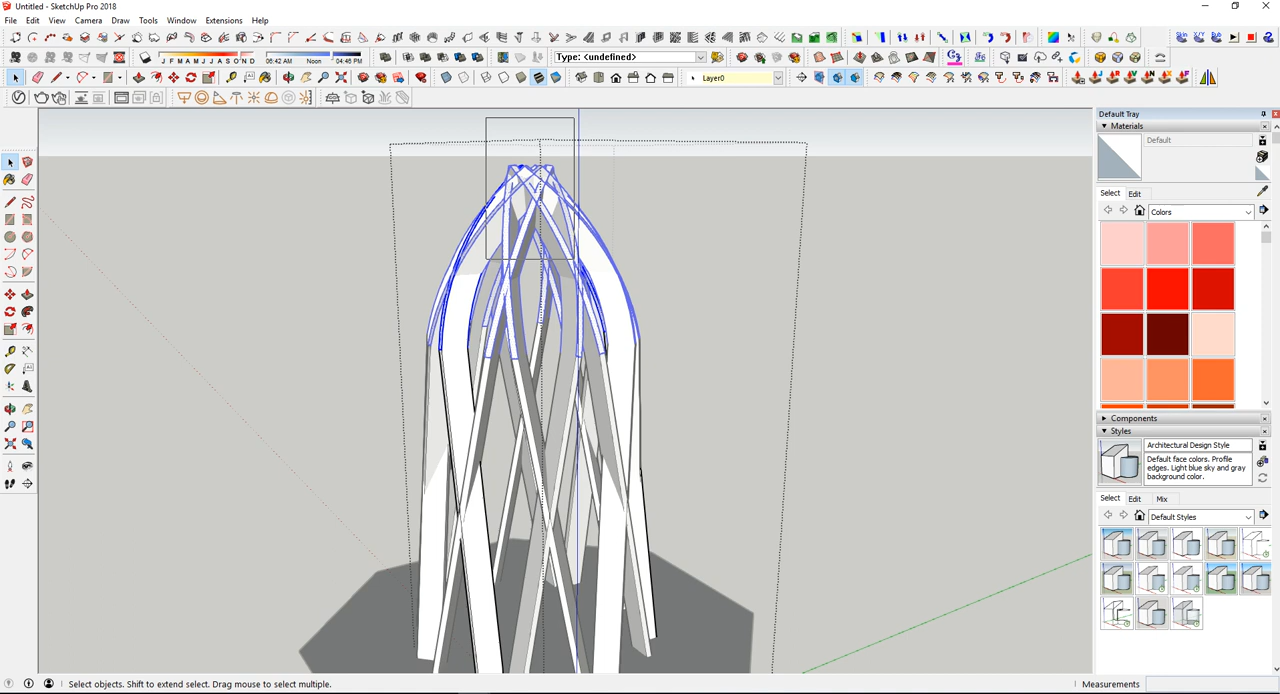 Untitled - SketchUp Pro 2018
File Edit View Camera Draw Tools Window Extensions Help
J F M A M J J A S O N D 06:42 AM Noon 04:45 PM
Type: <undefined>
Layer0
Default Tray
Materials
Default
Select Edit
Colors
Components
Styles
Architectural Design Style
Default face colors. Profile
edges. Light blue sky and gray
background color.
Select Edit Mix
Default Styles
Select objects. Shift to extend select. Drag mouse to select multiple.
Measurements